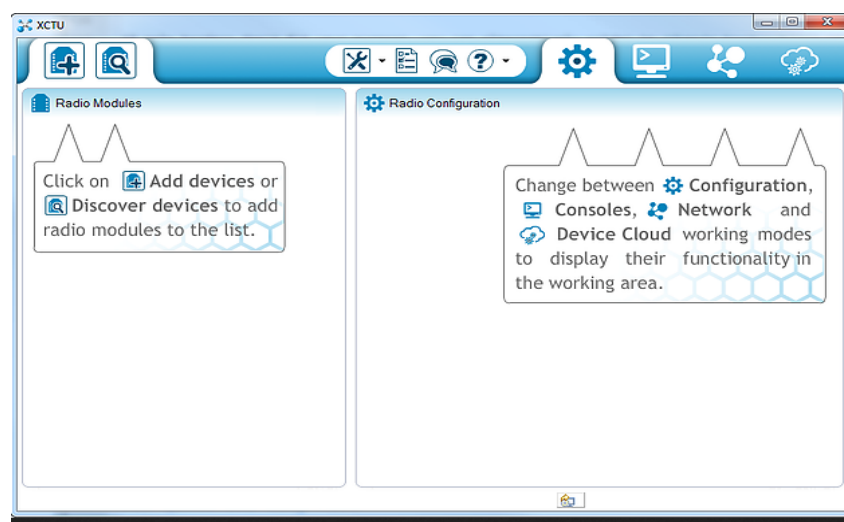 XCTU
Radio Modules
Radio Configuration
Click on Add devices or
Discover devices to add
radio modules to the list.
Change between Configuration,
Consoles, Network and
Device Cloud working modes
to display their functionality in
the working area.